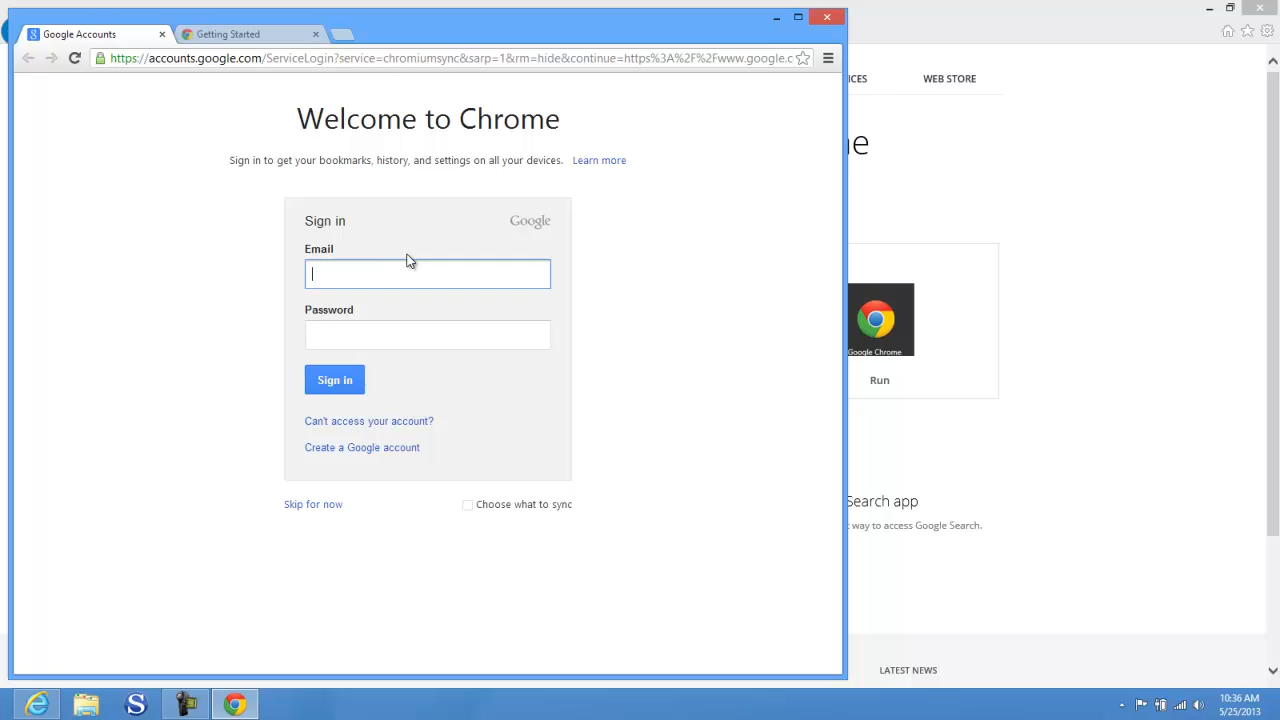 Google Accounts
Getting Started
https://accounts.google.com/ServiceLogin?service=chromiumsync&sarp=1&rm=hide&continue=https%3A%2F%2Fwww.google.c
Welcome to Chrome
Sign in to get your bookmarks, history, and settings on all your devices. Learn more
Sign in
Google
Email
Password
Sign in
Can't access your account?
Create a Google account
Skip for now
Choose what to sync
ICES
WEB STORE
ne
Google Chrome
Run
Search app
t way to access Google Search.
LATEST NEWS
10:36 AM
5/25/2013